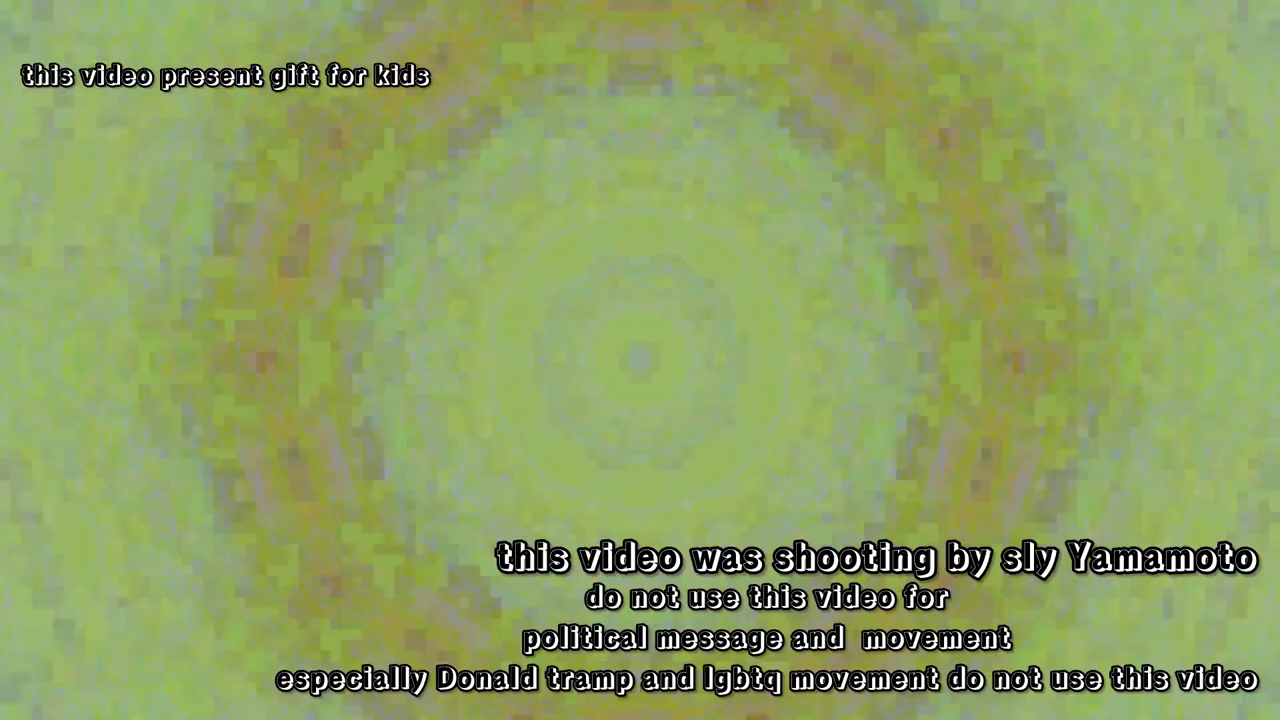 this video present gift for kids
this video was shooting by sly Yamamoto
do not use this video for
political message and movement
especially Donald tramp and lgbtq movement do not use this video